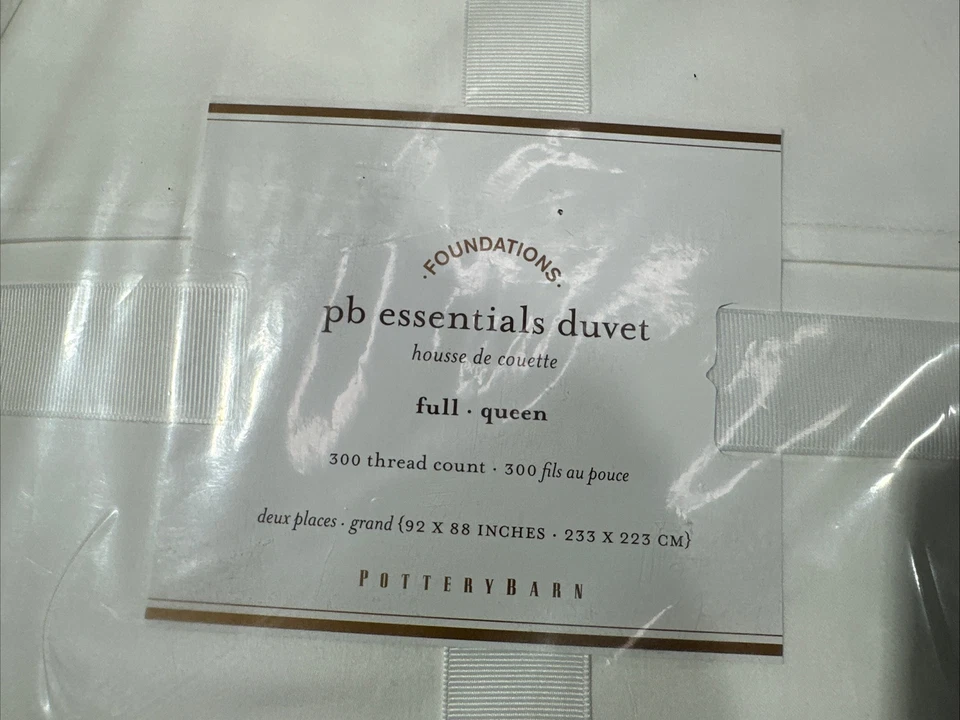 ·FOUNDATIONS·
pb essentials duvet
housse de couette
full · queen
300 thread count · 300 fils au pouce
deux places · grand {92 X 88 INCHES · 233 X 223 CM}
POTTERYBARN